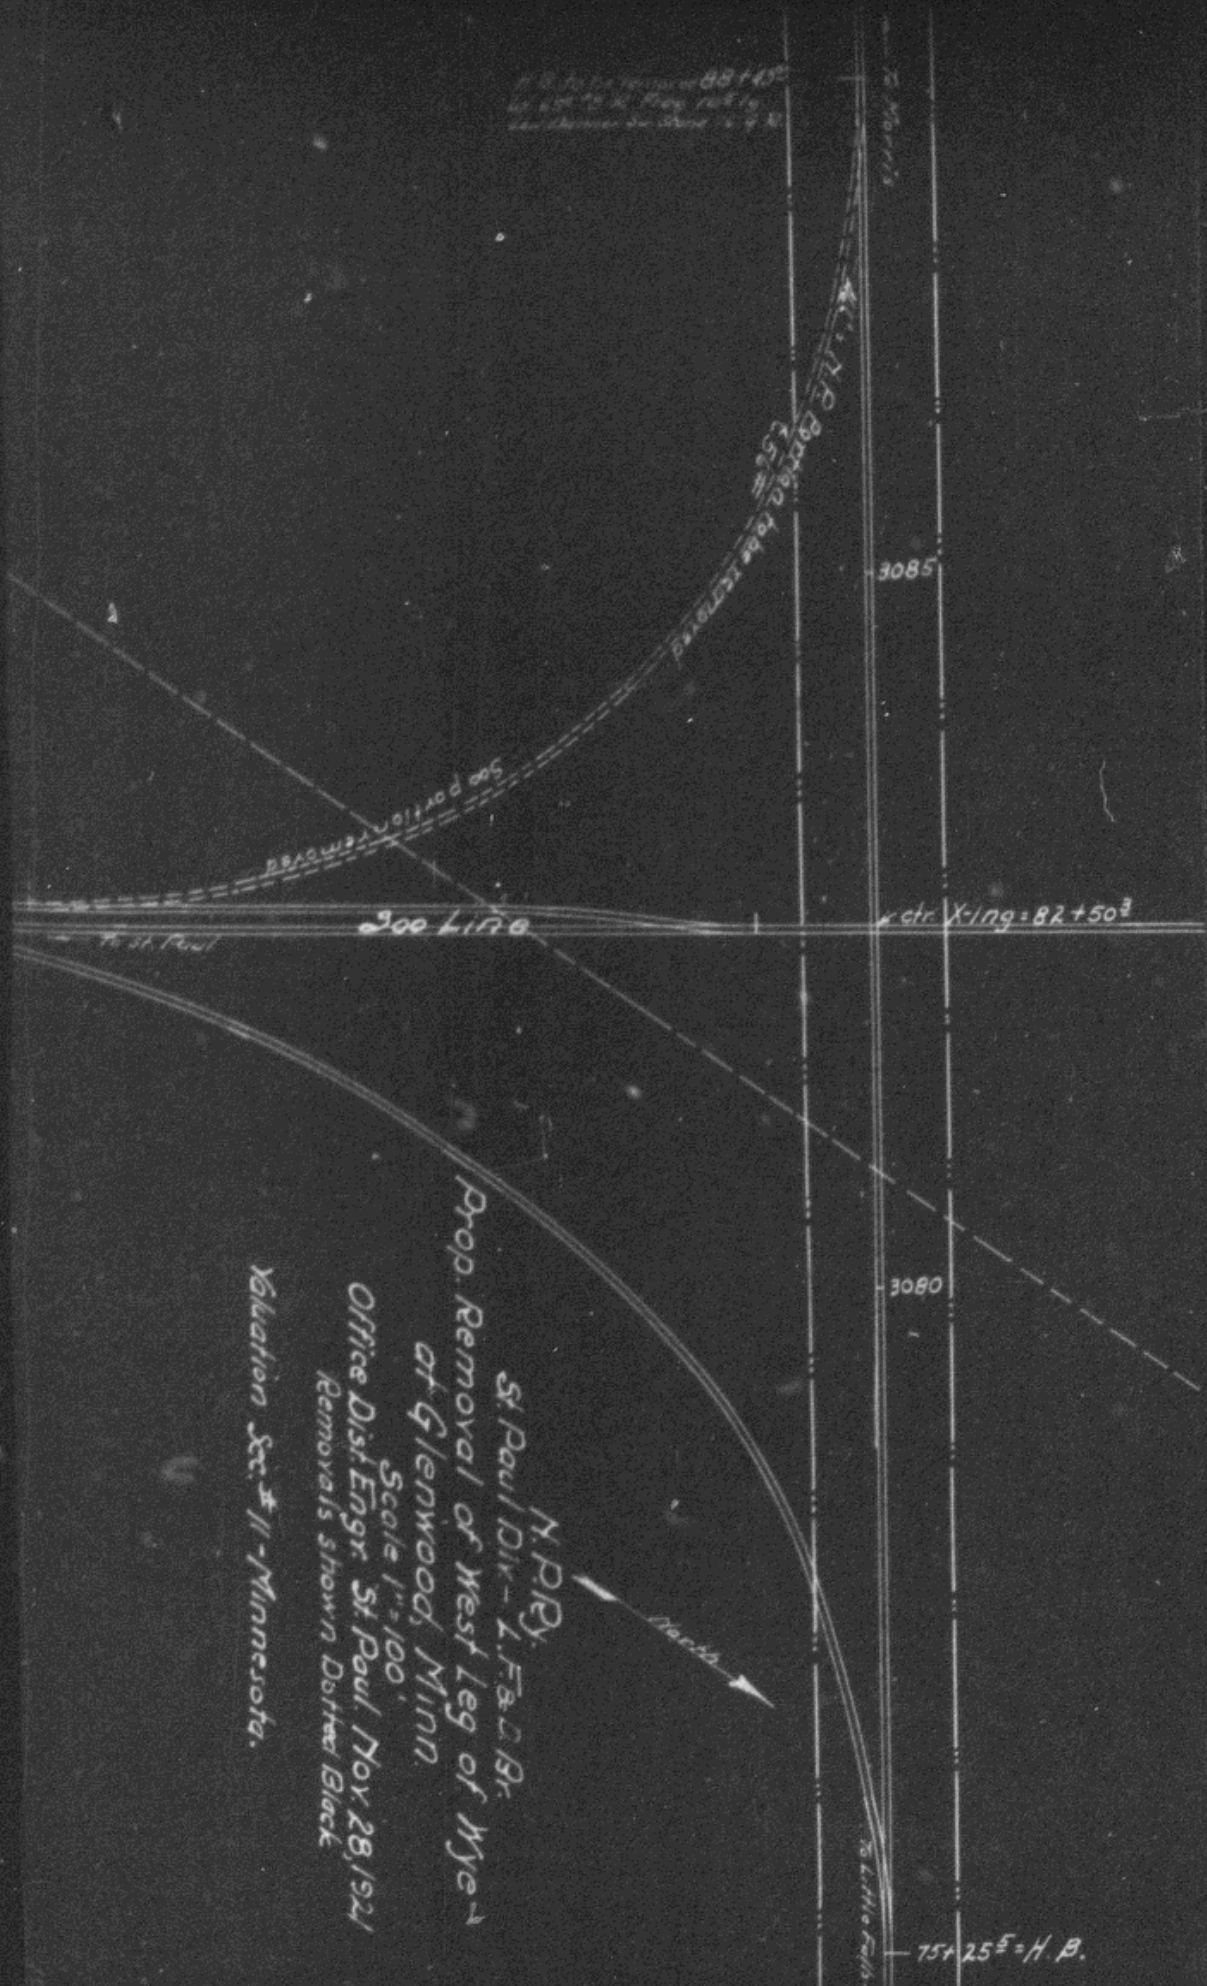 88+45
To Morris
N.P. Portion to be removed
3085
Soo portion removed
Soo Line
ctr. X-ing = 82+50³
To St. Paul
3080
N.P.Ry.
St. Paul Div. - L.F. & D. Br.
Prop. Removal of West Leg of Wye
at Glenwood, Minn.
Scale 1" = 100'
Office Dist. Engr. St. Paul. Nov. 28, 1921
Removals shown Dotted Black
Valuation Sec. # 11 - Minnesota.
North
To Little Falls
75+25⁵ = H.B.